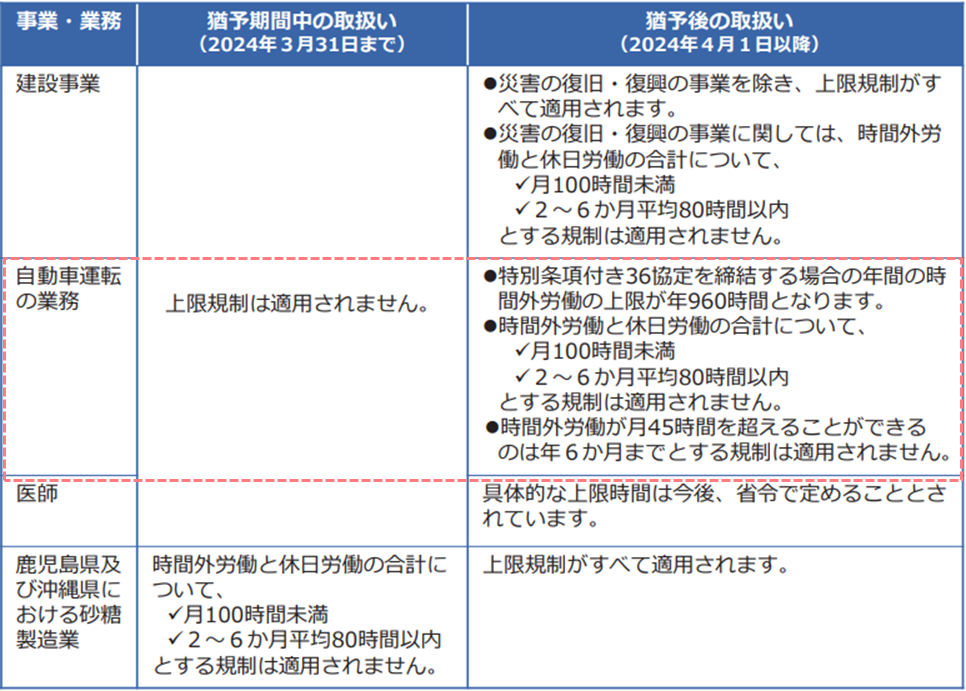 事業・業務
猶予期間中の取扱い
（2024年３月31日まで）
猶予後の取扱い
（2024年４月１日以降）
建設事業
●災害の復旧・復興の事業を除き、上限規制がす
べて適用されます。
●災害の復旧・復興の事業に関しては、時間外労
働と休日労働の合計について、
✓月100時間未満
✓２～６か月平均80時間以内
とする規制は適用されません。
自動車運転
の業務
上限規制は適用されません。
●特別条項付き36協定を締結する場合の年間の時
間外労働の上限が年960時間となります。
●時間外労働と休日労働の合計について、
✓月100時間未満
✓２～６か月平均80時間以内
とする規制は適用されません。
●時間外労働が月45時間を超えることができる
のは年６か月までとする規制は適用されません。
医師
具体的な上限時間は今後、省令で定めることとさ
れています。
鹿児島県及
び沖縄県に
おける砂糖
製造業
時間外労働と休日労働の合計に
ついて、
✓月100時間未満
✓２～６か月平均80時間以内
とする規制は適用されません。
上限規制がすべて適用されます。